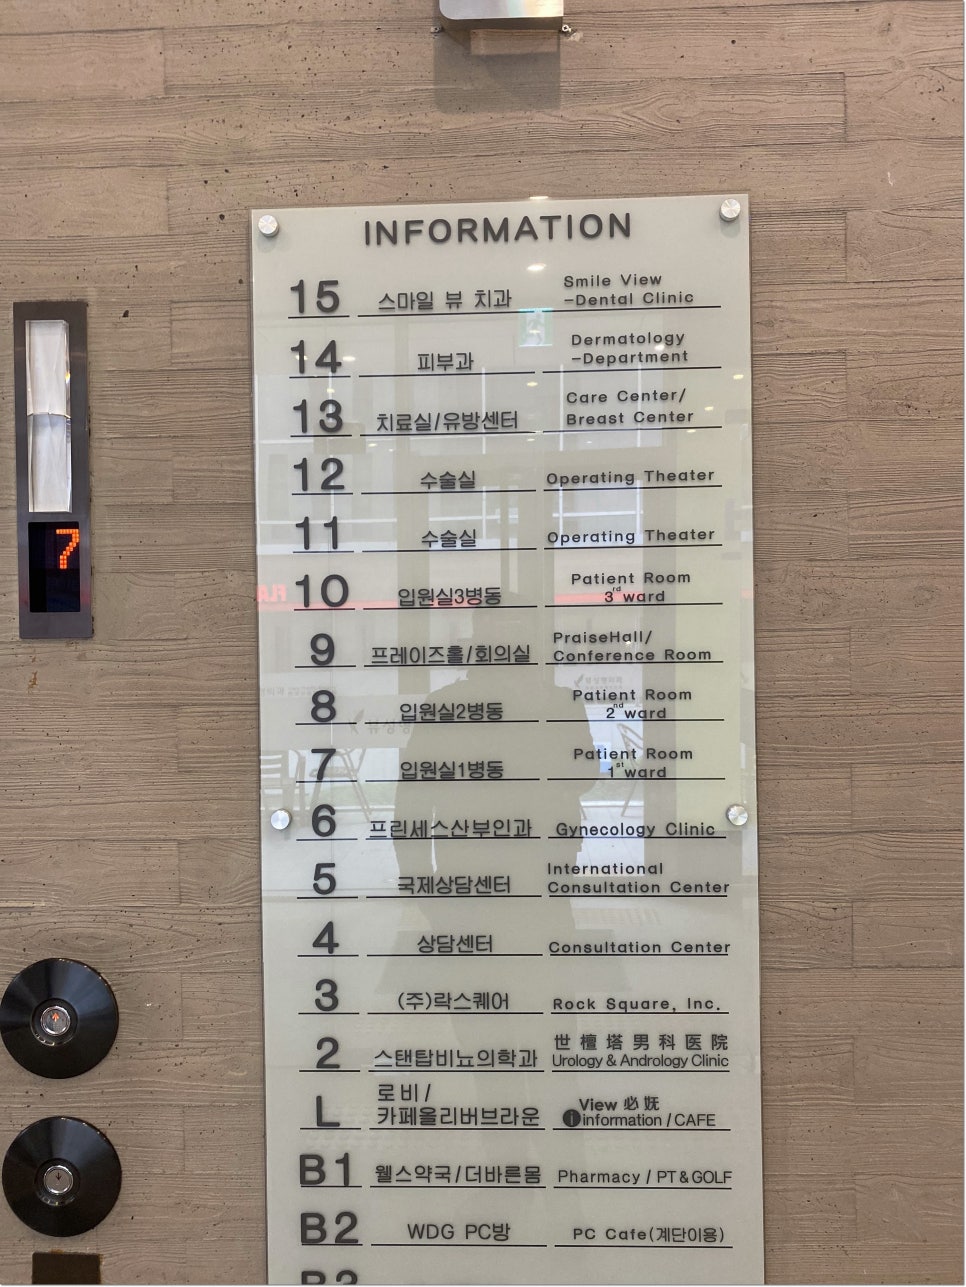 INFORMATION
15 스마일 뷰 치과 Smile View
-Dental Clinic
14 피부과 Dermatology
-Department
13 치료실/유방센터 Care Center/
Breast Center
12 수술실 Operating Theater
11 수술실 Operating Theater
10 입원실3병동 Patient Room
3rd ward
9 프레이즈홀/회의실 PraiseHall/
Conference Room
8 입원실2병동 Patient Room
2nd ward
7 입원실1병동 Patient Room
1st ward
6 프린세스산부인과 Gynecology Clinic
5 국제상담센터 International
Consultation Center
4 상담센터 Consultation Center
3 (주)락스퀘어 Rock Square, Inc.
2 스탠탑비뇨의학과 世檀塔男科医院
Urology & Andrology Clinic
L 로비/
카페올리버브라운 View 必妩
i information / CAFE
B1 웰스약국/더바른몸 Pharmacy / PT & GOLF
B2 WDG PC방 PC Cafe(계단이용)
7